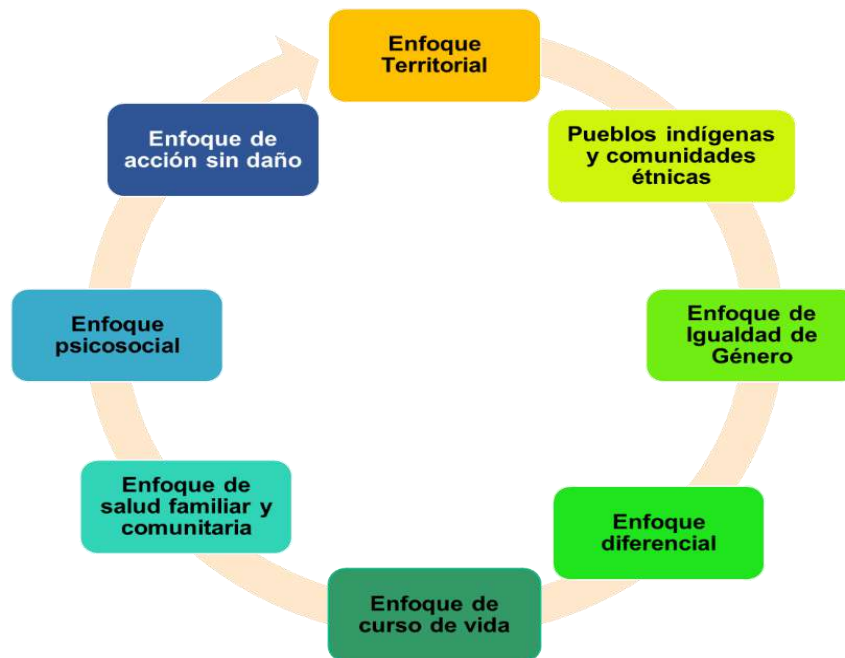 Enfoque
Territorial
Pueblos indígenas
y comunidades
étnicas
Enfoque de
Igualdad de
Género
Enfoque
diferencial
Enfoque de
curso de vida
Enfoque de
salud familiar y
comunitaria
Enfoque
psicosocial
Enfoque de
acción sin daño